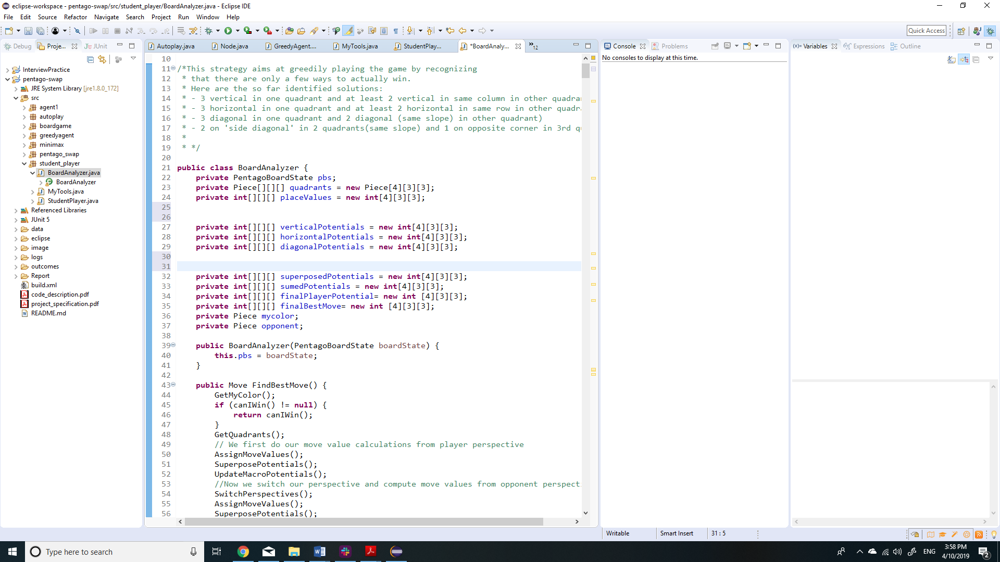 eclipse-workspace - pentago-swap/src/student_player/BoardAnalyzer.java - Eclipse IDE
File Edit Source Refactor Navigate Search Project Run Window Help
Quick Access
Debug Proje... JUnit
InterviewPractice
pentago-swap
JRE System Library [jre1.8.0_172]
src
agent1
autoplay
boardgame
greedyagent
minimax
pentago_swap
student_player
BoardAnalyzer.java
BoardAnalyzer
MyTools.java
StudentPlayer.java
Referenced Libraries
JUnit 5
data
eclipse
image
logs
outcomes
Report
build.xml
code_description.pdf
project_specification.pdf
README.md
Autoplay.java Node.java GreedyAgent.... MyTools.java StudentPlay... *BoardAnaly... »12
10
11 /*This strategy aims at greedily playing the game by recognizing
12 * that there are only a few ways to actually win.
13 * Here are the so far identified solutions:
14 * - 3 vertical in one quadrant and at least 2 vertical in same column in other quadra
15 * - 3 horizontal in one quadrant and at least 2 horizontal in same row in other quadr
16 * - 3 diagonal in one quadrant and 2 diagonal (same slope) in other quadrant)
17 * - 2 on 'side diagonal' in 2 quadrants(same slope) and 1 on opposite corner in 3rd q
18 *
19 * */
20
21 public class BoardAnalyzer {
22 private PentagoBoardState pbs;
23 private Piece[][][] quadrants = new Piece[4][3][3];
24 private int[][][] placeValues = new int[4][3][3];
25
26
27 private int[][][] verticalPotentials = new int[4][3][3];
28 private int[][][] horizontalPotentials = new int[4][3][3];
29 private int[][][] diagonalPotentials = new int[4][3][3];
30
31
32 private int[][][] superposedPotentials = new int[4][3][3];
33 private int[][][] sumedPotentials = new int[4][3][3];
34 private int[][][] finalPlayerPotential= new int [4][3][3];
35 private int[][][] finalBestMove= new int [4][3][3];
36 private Piece mycolor;
37 private Piece opponent;
38
39 public BoardAnalyzer(PentagoBoardState boardState) {
40 this.pbs = boardState;
41 }
42
43 public Move FindBestMove() {
44 GetMyColor();
45 if (canIWin() != null) {
46 return canIWin();
47 }
48 GetQuadrants();
49 // We first do our move value calculations from player perspective
50 AssignMoveValues();
51 SuperposePotentials();
52 UpdateMacroPotentials();
53 //Now we switch our perspective and compute move values from opponent perspect
54 SwitchPerspectives();
55 AssignMoveValues();
56 SuperposePotentials();
Console Problems
No consoles to display at this time.
(x)= Variables Expressions Outline
Writable Smart Insert 31 : 5
Type here to search
ENG
3:58 PM
4/10/2019
2